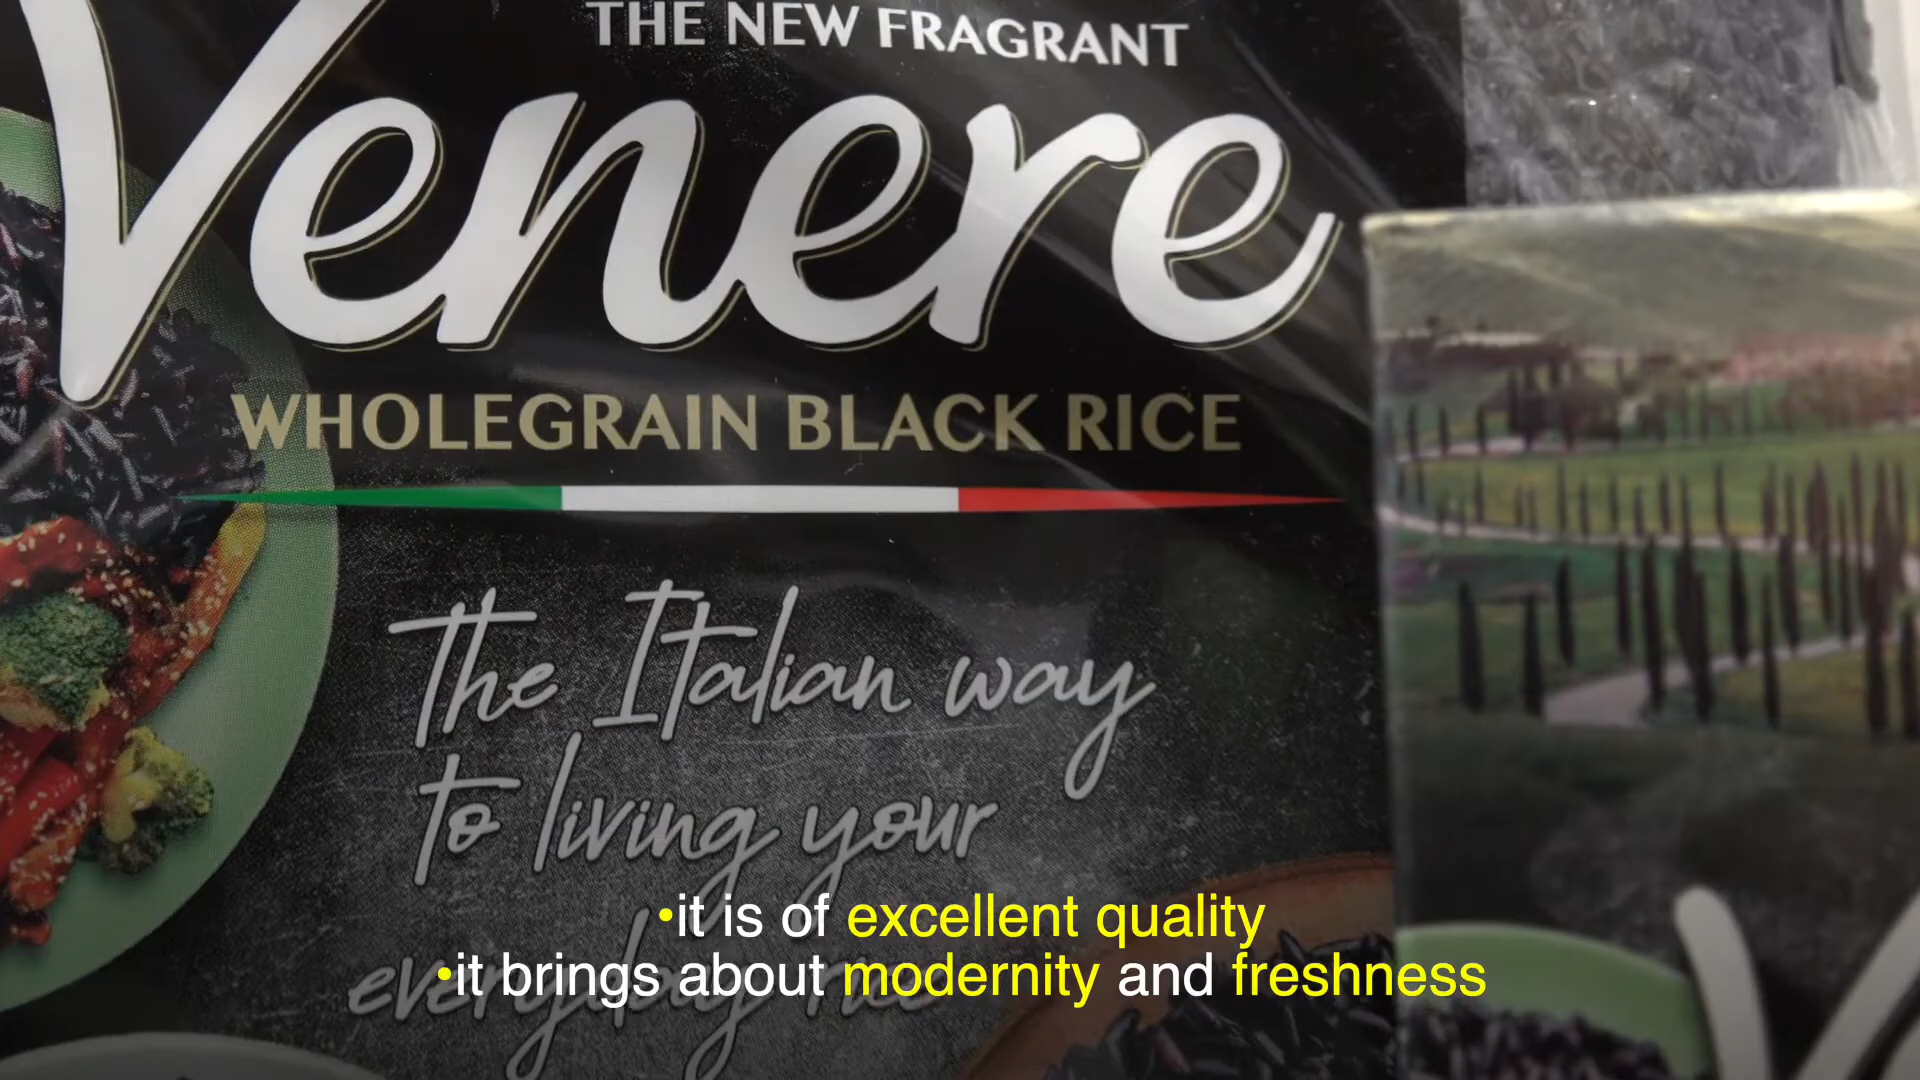 THE NEW FRAGRANT
Venere
WHOLEGRAIN BLACK RICE
the Italian way
to living your
everyday rice
•it is of excellent quality
•it brings about modernity and freshness